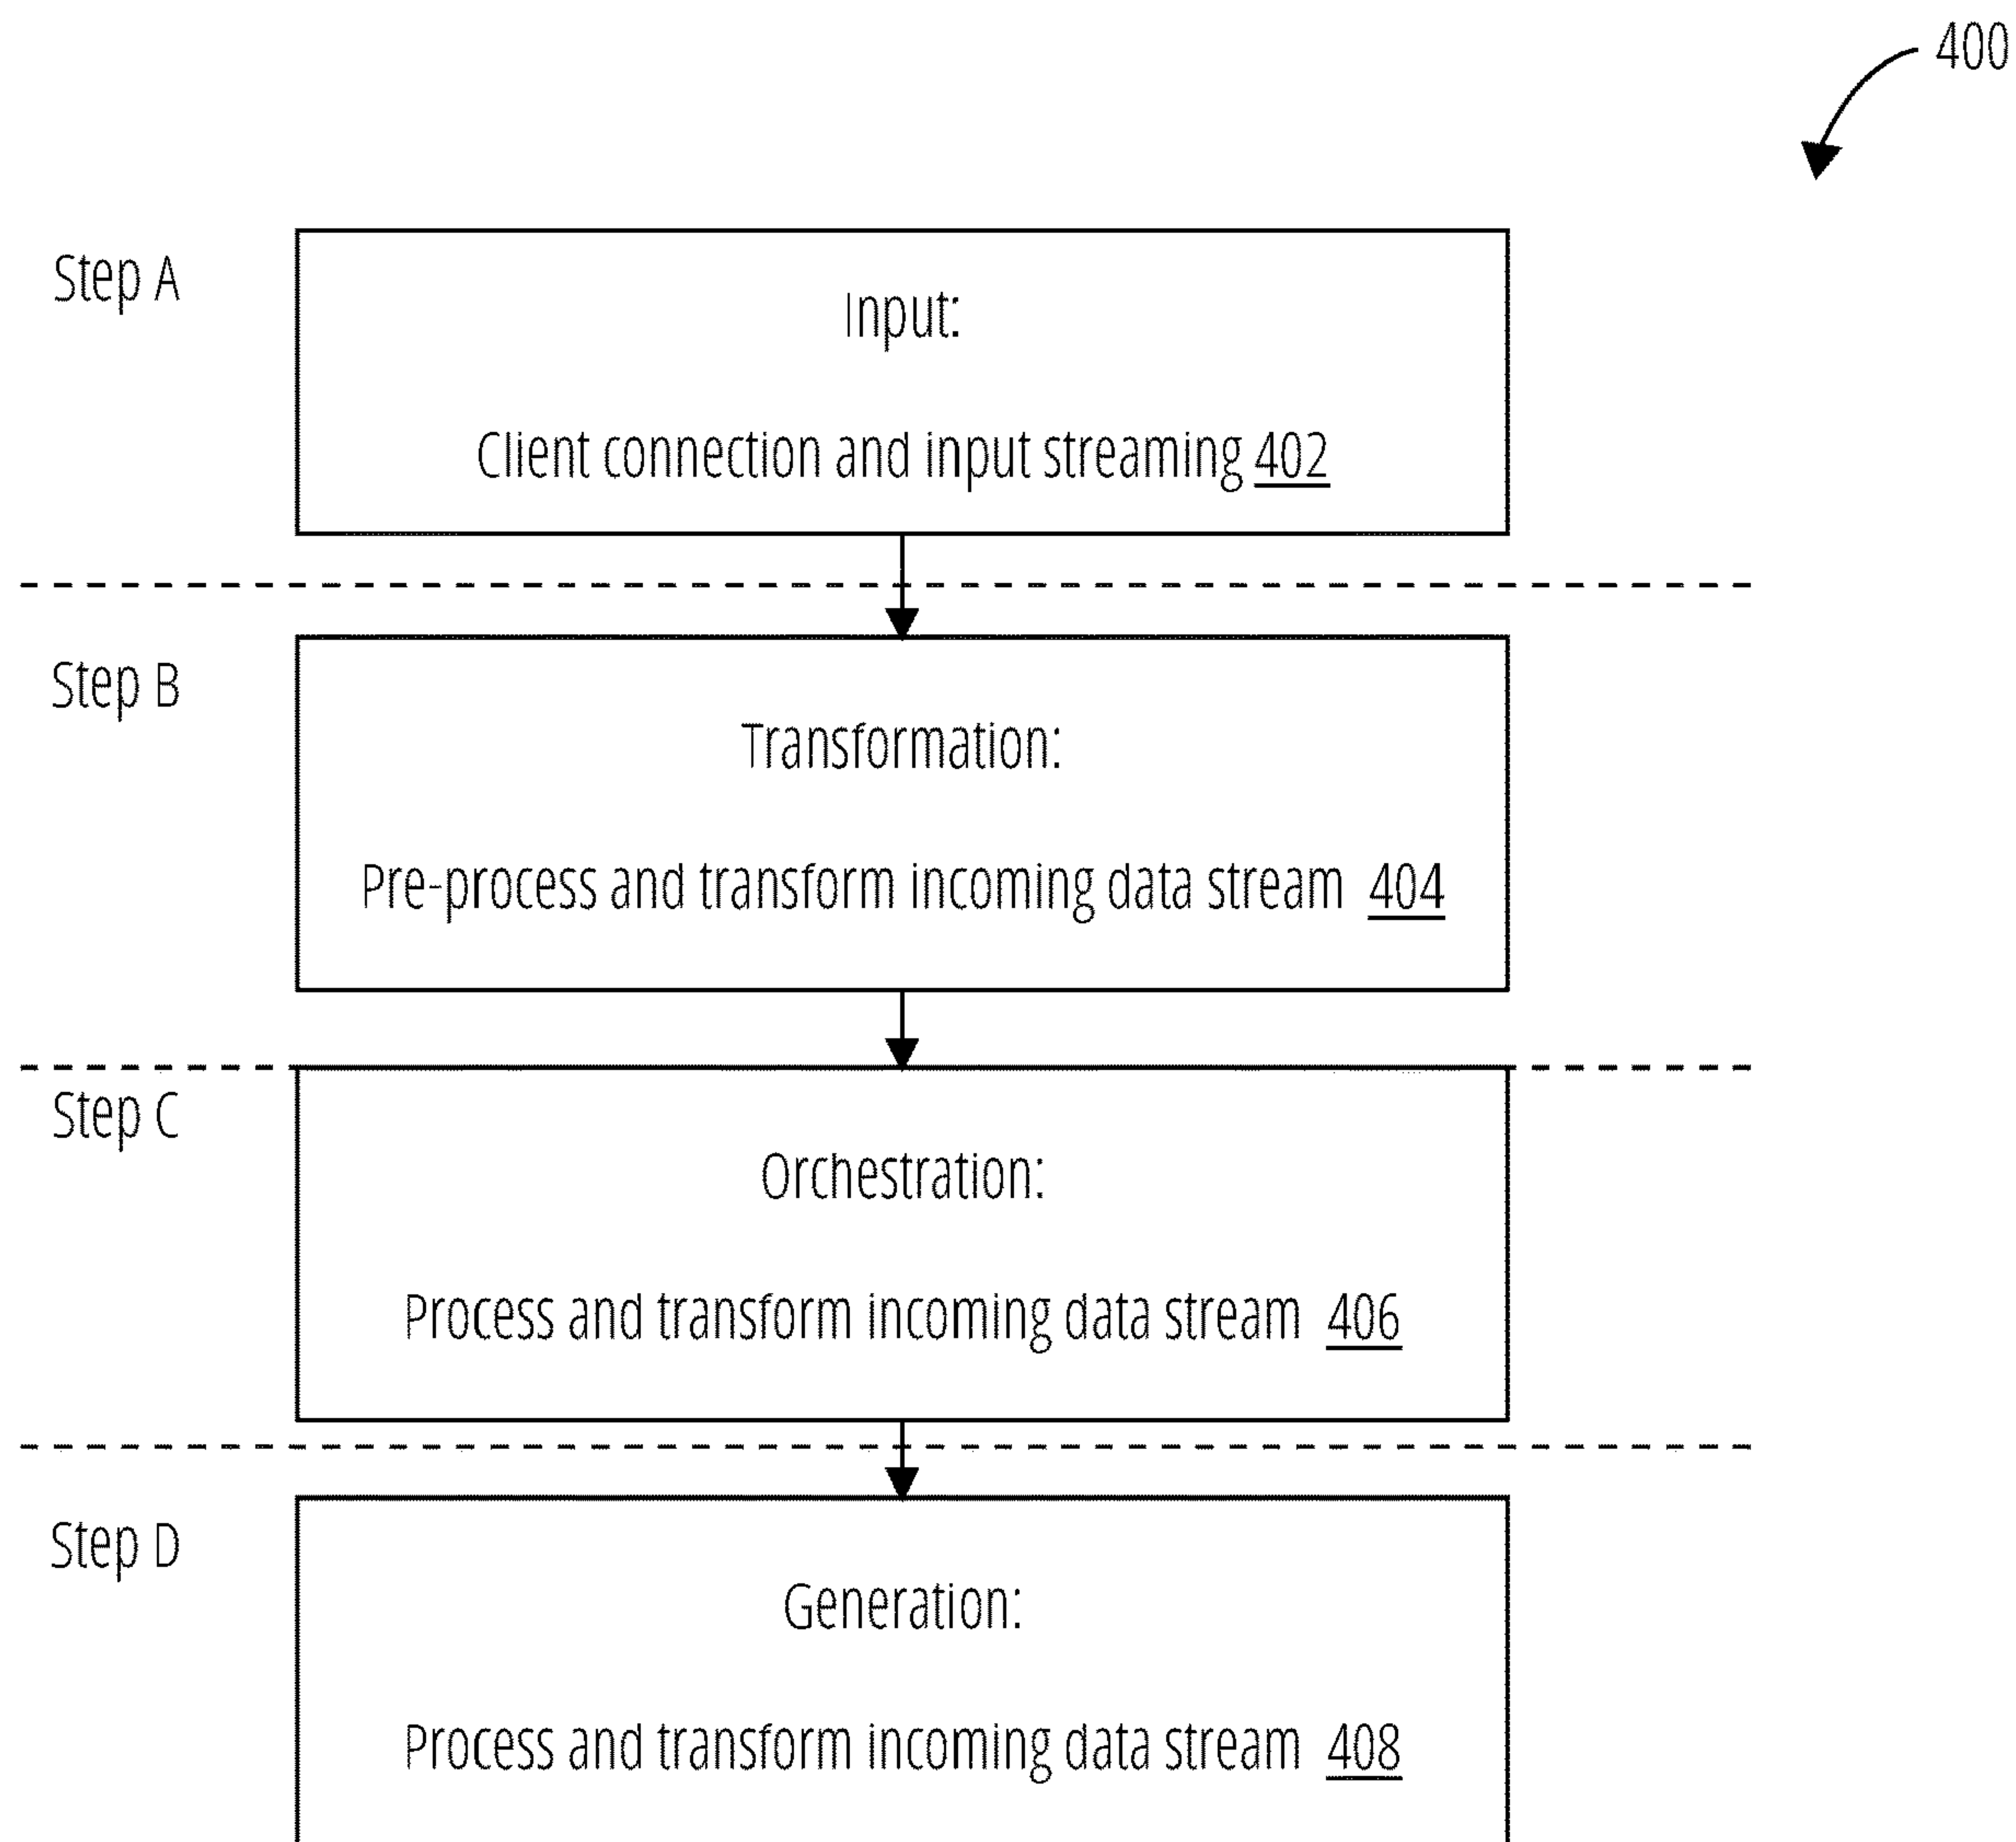 400
Step A
Input:
Client connection and input streaming 402
Step B
Transformation:
Pre-process and transform incoming data stream 404
Step C
Orchestration:
Process and transform incoming data stream 406
Step D
Generation:
Process and transform incoming data stream 408